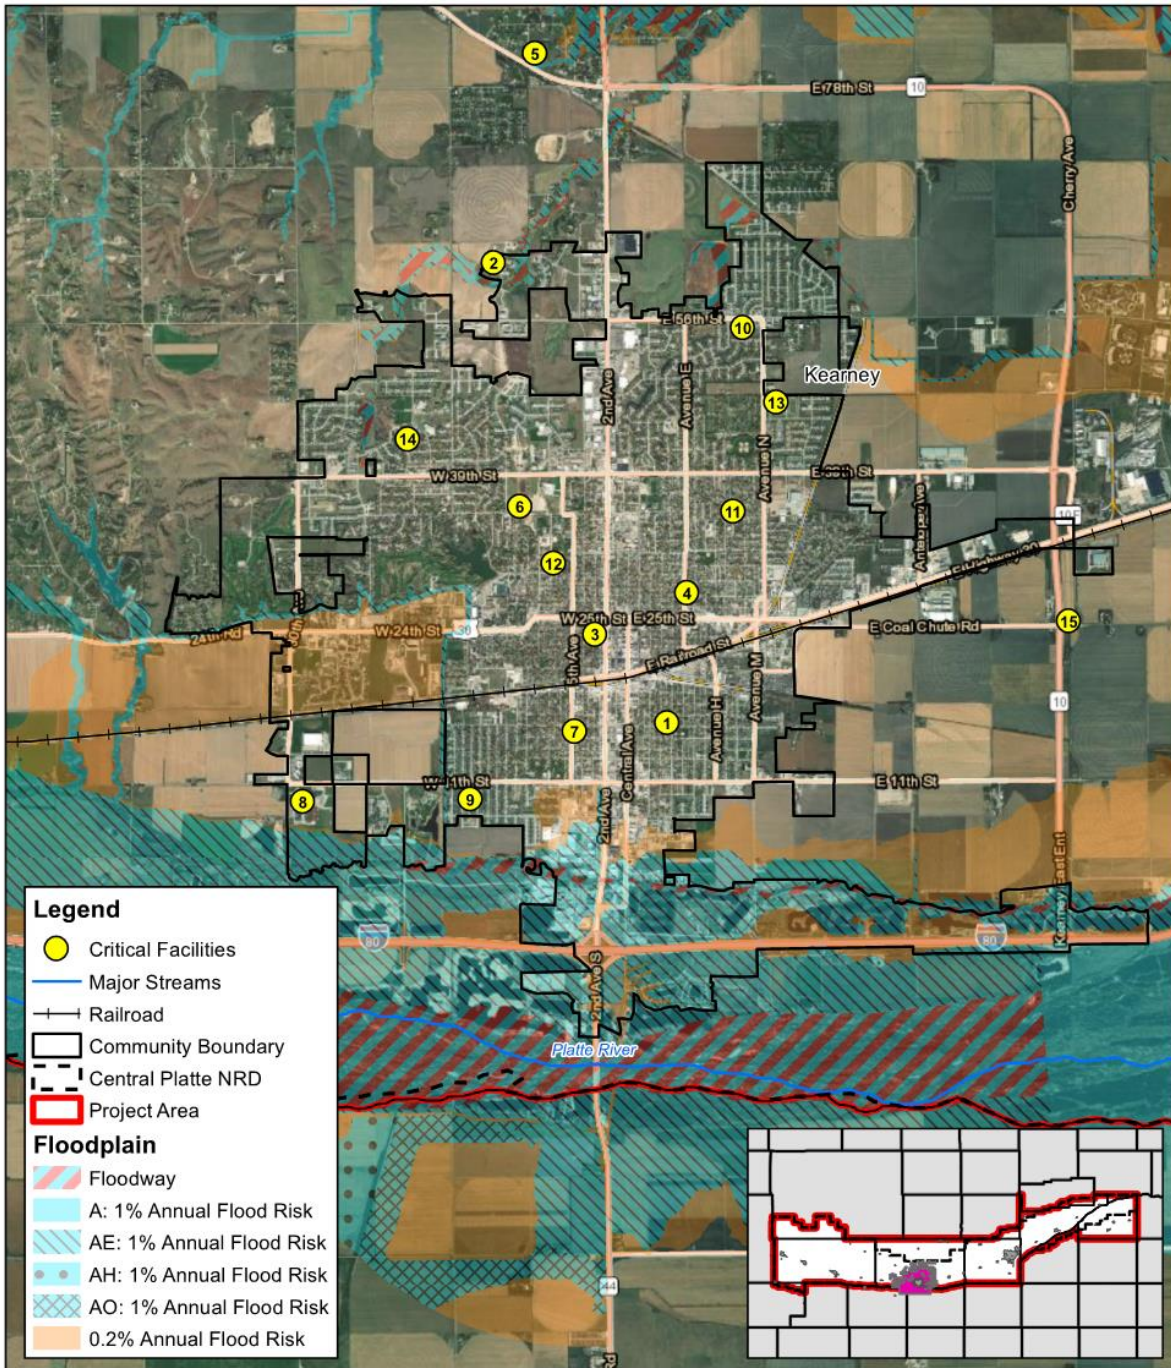 5
E 78th St
10
Cherry Ave
2
E 56th St
10
Kearney
2nd Ave
Avenue E
13
14
Avenue N
W 39th St
E 39th St
6
11
Antelope Ave
10E
E Highway 30
12
4
30th Ave
W 25th St
E 25th St
24th Rd
W 24th St
30
3
E Coal Chute Rd
15
5th Ave
E Railroad St
Avenue M
10
1
7
Avenue H
Central Ave
W 11th St
E 11th St
8
9
2nd Ave
Kearney East Ent
80
80
2nd Ave S
Platte River
44
Rd
Legend
Critical Facilities
Major Streams
Railroad
Community Boundary
Central Platte NRD
Project Area
Floodplain
Floodway
A: 1% Annual Flood Risk
AE: 1% Annual Flood Risk
AH: 1% Annual Flood Risk
AO: 1% Annual Flood Risk
0.2% Annual Flood Risk